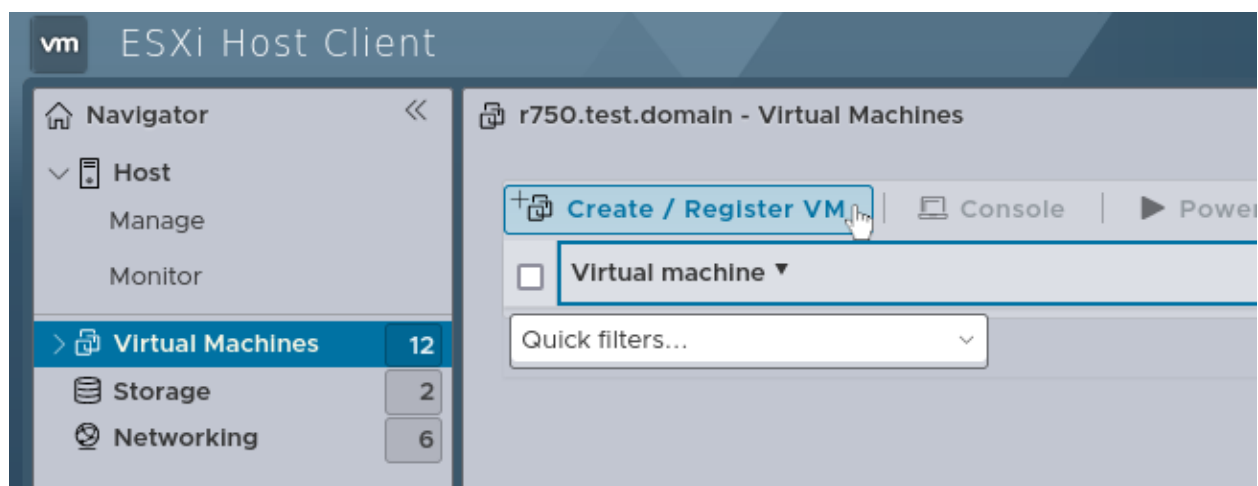 vm ESXi Host Client
Navigator
Host
Manage
Monitor
Virtual Machines 12
Storage 2
Networking 6
r750.test.domain - Virtual Machines
Create / Register VM Console Power
Virtual machine
Quick filters...